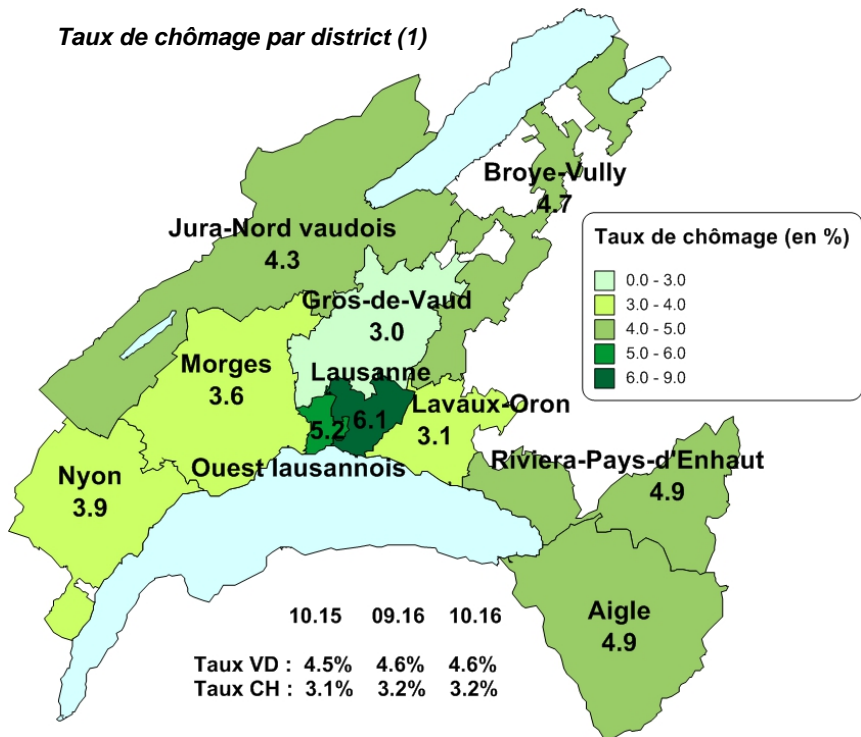 Taux de chômage par district (1)
Broye-Vully
4.7
Jura-Nord vaudois
4.3
Taux de chômage (en %)
0.0 - 3.0
3.0 - 4.0
4.0 - 5.0
5.0 - 6.0
6.0 - 9.0
Gros-de-Vaud
3.0
Morges
3.6
Lausanne
6.1
5.2
Lavaux-Oron
3.1
Ouest lausannois
Riviera-Pays-d'Enhaut
4.9
Nyon
3.9
Aigle
4.9
10.15 09.16 10.16
Taux VD : 4.5% 4.6% 4.6%
Taux CH : 3.1% 3.2% 3.2%